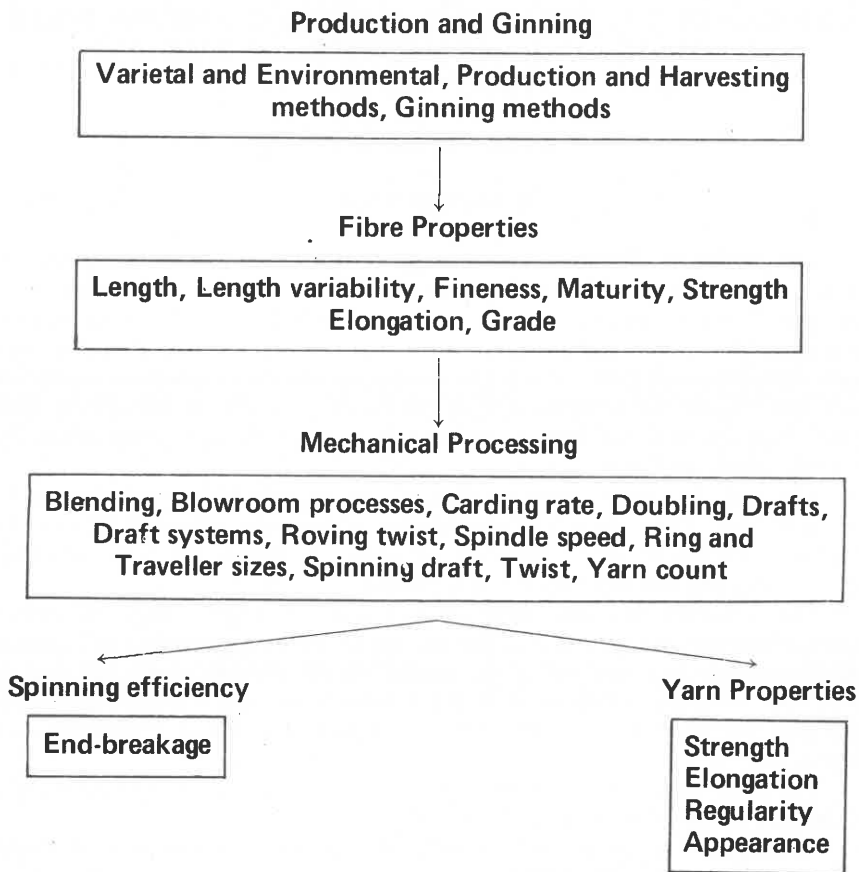 Production and Ginning
Varietal and Environmental, Production and Harvesting
methods, Ginning methods
Fibre Properties
Length, Length variability, Fineness, Maturity, Strength
Elongation, Grade
Mechanical Processing
Blending, Blowroom processes, Carding rate, Doubling, Drafts,
Draft systems, Roving twist, Spindle speed, Ring and
Traveller sizes, Spinning draft, Twist, Yarn count
Spinning efficiency
End-breakage
Yarn Properties
Strength
Elongation
Regularity
Appearance